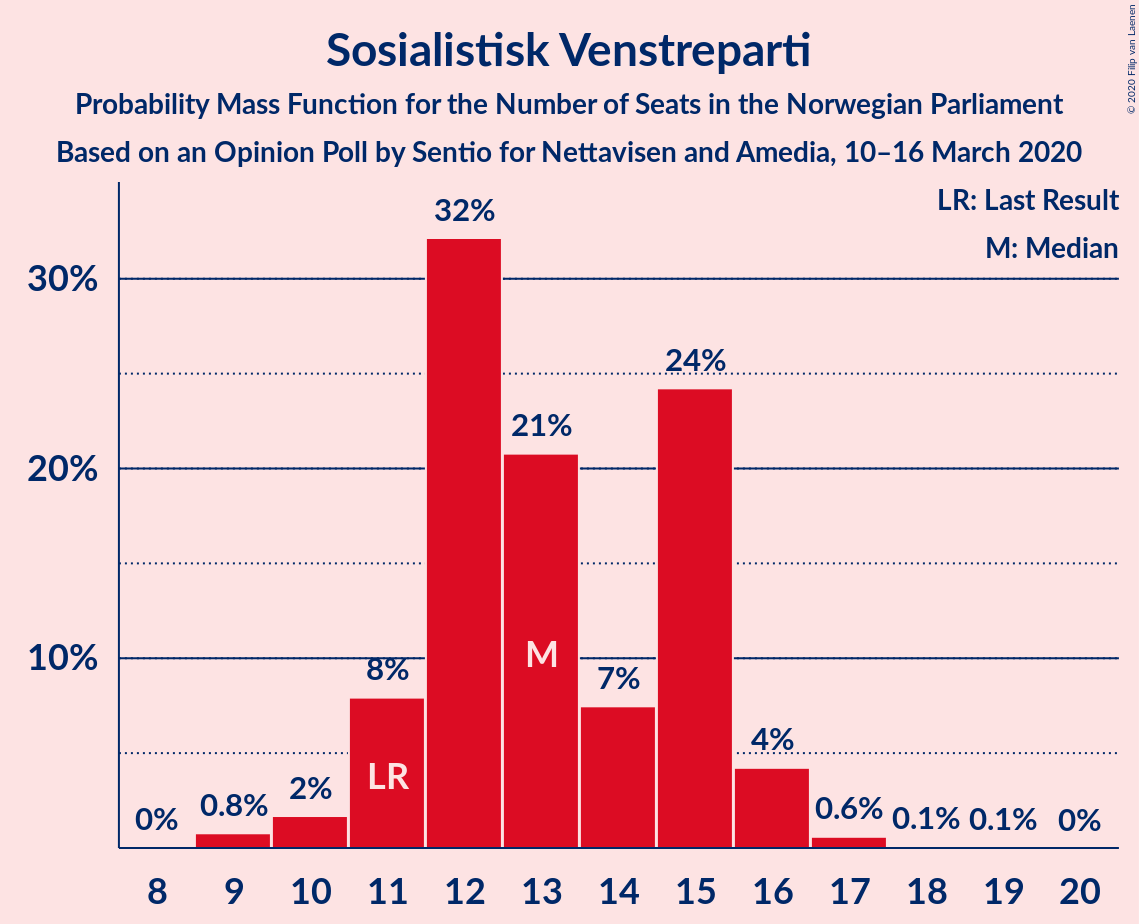 Sosialistisk Venstreparti
Probability Mass Function for the Number of Seats in the Norwegian Parliament
Based on an Opinion Poll by Sentio for Nettavisen and Amedia, 10–16 March 2020
© 2020 Filip van Laenen
LR: Last Result
M: Median
30%
20%
10%
0%
0.8%
2%
8%
32%
21%
7%
24%
4%
0.6%
0.1%
0.1%
0%
LR
M
8 9 10 11 12 13 14 15 16 17 18 19 20